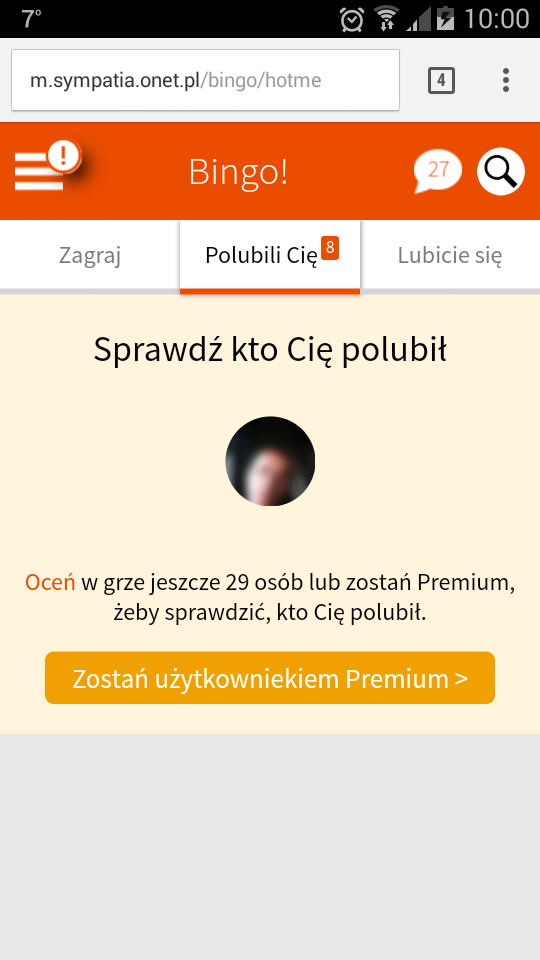 7°
10:00
m.sympatia.onet.pl/bingo/hotme
4
!
Bingo!
27
Zagraj
Polubili Cię 8
Lubicie się
Sprawdź kto Cię polubił
Oceń w grze jeszcze 29 osób lub zostań Premium,
żeby sprawdzić, kto Cię polubił.
Zostań użytkowniekiem Premium >